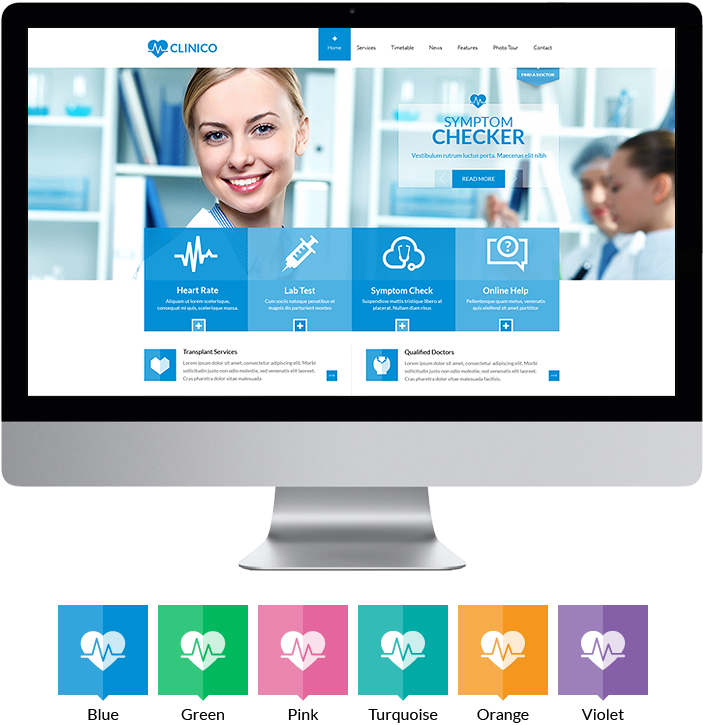 CLINICO
Home Services Timetable News Features Photo Tour Contact
FIND A DOCTOR
SYMPTOM
CHECKER
Vestibulum rutrum luctus porta. Maecenas elit nibh
READ MORE
Heart Rate
Aliquam ut lorem scelerisque,
consequat mi quis, scelerisque massa.
Lab Test
Cum sociis natoque penatibus et
magnis dis parturient montes
Symptom Check
Suspendisse mattis tristique libero at
placerat. Nullam diam risus
Online Help
Pellentesque quam metus, venenatis
quis eleifend sit amet porttitor
Transplant Services
Lorem ipsum dolor sit amet, consectetur adipiscing elit. Morbi
sollicitudin justo non odio molestie, sed venenatis elit laoreet.
Cras pharetra dolor vitae malesuada
Qualified Doctors
Lorem ipsum dolor sit amet, consectetur adipiscing elit. Morbi
sollicitudin justo non odio molestie, sed venenatis elit laoreet.
Cras pharetra dolor vitae malesuada facilisis.
Blue
Green
Pink
Turquoise
Orange
Violet